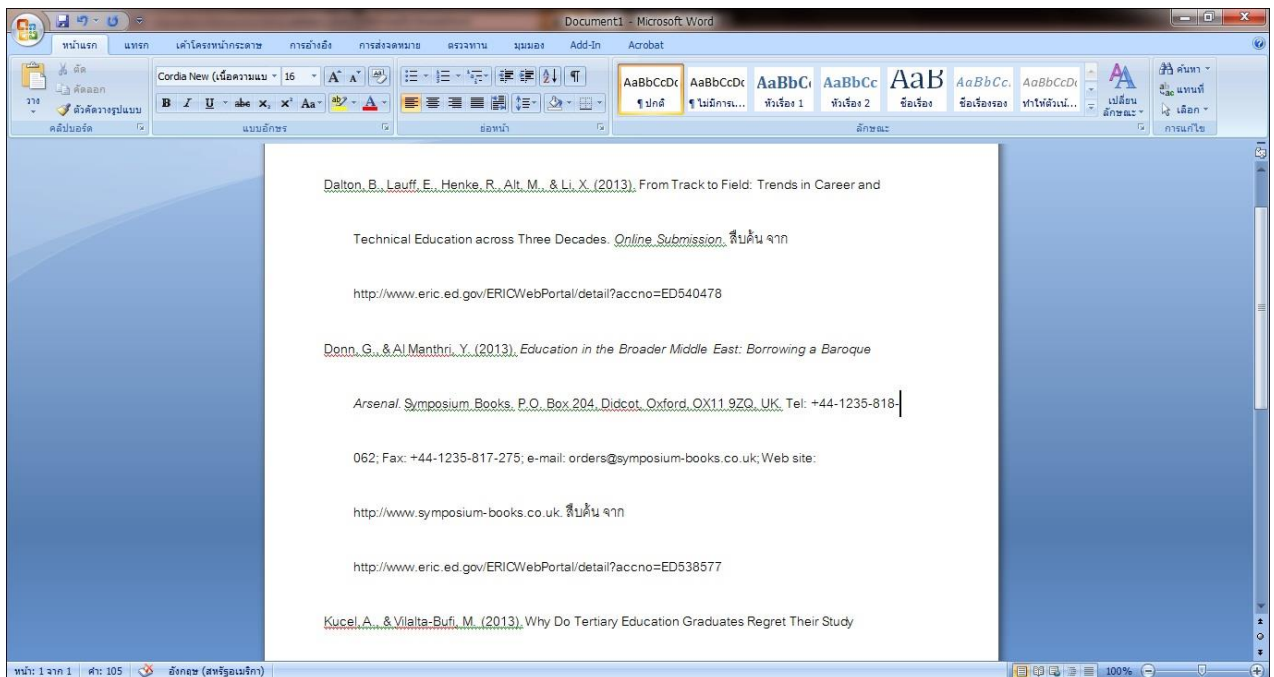 Document1 - Microsoft Word
หน้าแรก แทรก เค้าโครงหน้ากระดาษ การอ้างอิง การส่งจดหมาย ตรวจทาน มุมมอง Add-In Acrobat
วาง
ตัด
คัดลอก
ตัวคัดวางรูปแบบ
คลิปบอร์ด
Cordia New (เนื้อความแบ 16
แบบอักษร
ย่อหน้า
AaBbCcDc AaBbCcDc AaBbC AaBbCc AaB AaBbCc. AaBbCcDc
¶ ปกติ ¶ ไม่มีการเ... หัวเรื่อง 1 หัวเรื่อง 2 ชื่อเรื่อง ชื่อเรื่องรอง ทำให้ตัวเน้...
เปลี่ยน
ลักษณะ
ลักษณะ
ค้นหา
แทนที่
เลือก
การแก้ไข
Dalton, B., Lauff, E., Henke, R., Alt, M., & Li, X. (2013). From Track to Field: Trends in Career and
Technical Education across Three Decades. Online Submission. สืบค้น จาก
http://www.eric.ed.gov/ERICWebPortal/detail?accno=ED540478
Donn, G., & Al Manthri, Y. (2013). Education in the Broader Middle East: Borrowing a Baroque
Arsenal. Symposium Books. P.O. Box 204, Didcot, Oxford, OX11 9ZQ, UK. Tel: +44-1235-818-
062; Fax: +44-1235-817-275; e-mail: orders@symposium-books.co.uk; Web site:
http://www.symposium-books.co.uk. สืบค้น จาก
http://www.eric.ed.gov/ERICWebPortal/detail?accno=ED538577
Kucel, A., & Vilalta-Bufi, M. (2013). Why Do Tertiary Education Graduates Regret Their Study
หน้า: 1 จาก 1 คำ: 105 อังกฤษ (สหรัฐอเมริกา) 100%